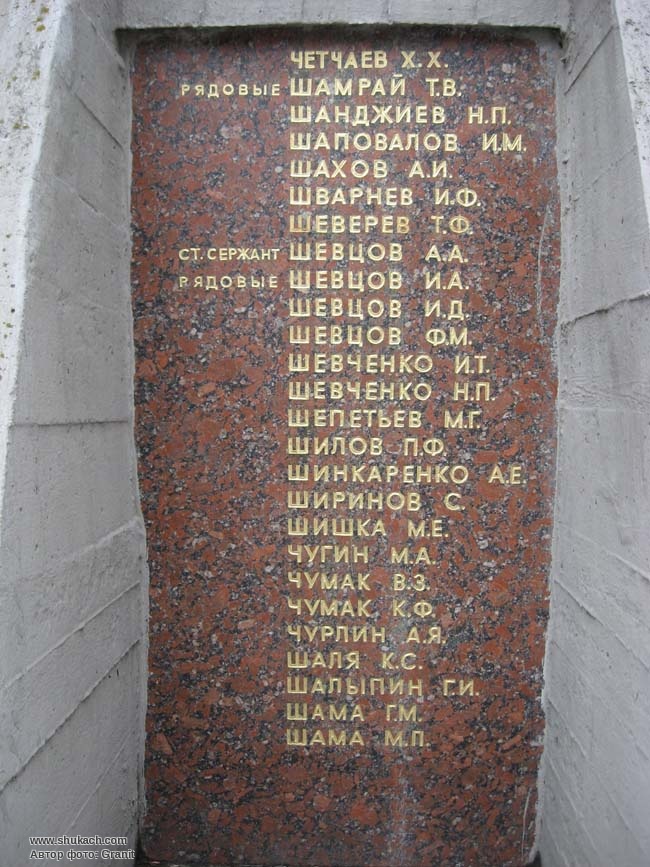 ЧЕТЧАЕВ Х.Х.
РЯДОВЫЕ ШАМРАЙ Т.В.
ШАНДЖИЕВ Н.П.
ШАПОВАЛОВ И.М.
ШАХОВ А.И.
ШВАРНЕВ И.Ф.
ШЕВЕРЕВ Т.Ф.
СТ. СЕРЖАНТ ШЕВЦОВ А.А.
РЯДОВЫЕ ШЕВЦОВ И.А.
ШЕВЦОВ И.Д.
ШЕВЦОВ Ф.М.
ШЕВЧЕНКО И.Т.
ШЕВЧЕНКО Н.П.
ШЕПЕТЬЕВ М.Г.
ШИЛОВ П.Ф.
ШИНКАРЕНКО А.Е.
ШИРИНОВ С.
ШИШКА М.Е.
ЧУГИН М.А.
ЧУМАК В.З.
ЧУМАК К.Ф.
ЧУРЛИН А.Я.
ШАЛЯ К.С.
ШАЛЫПИН Г.И.
ШАМА Г.М.
ШАМА М.П.
www.shukach.com
Автор фото: Granit